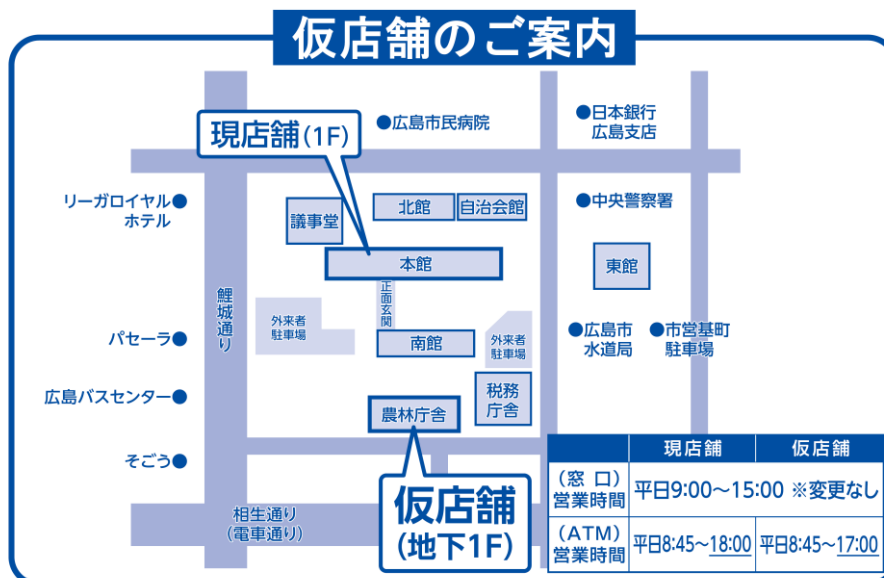 仮店舗のご案内
現店舗(1F)
●広島市民病院
●日本銀行
広島支店
リーガロイヤル●
ホテル
議事堂
北館
自治会館
●中央警察署
本館
東館
正面玄関
鯉城通り
外来者
駐車場
パセーラ●
南館
外来者
駐車場
●広島市
水道局
●市営基町
駐車場
広島バスセンター●
農林庁舎
税務
庁舎
そごう●
仮店舗
(地下1F)
相生通り
(電車通り)
現店舗 仮店舗
(窓口)
営業時間
平日9:00～15:00 ※変更なし
(ATM)
営業時間
平日8:45～18:00 平日8:45～17:00